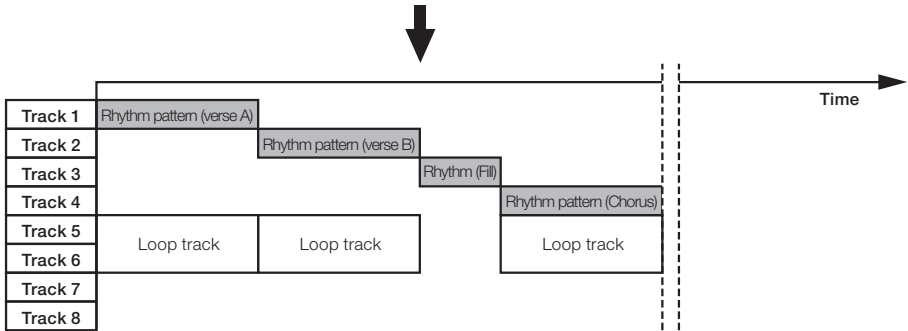 Time
Track 1 Rhythm pattern (verse A)
Track 2 Rhythm pattern (verse B)
Track 3 Rhythm (Fill)
Track 4 Rhythm pattern (Chorus)
Track 5
Loop track Loop track Loop track
Track 6
Track 7
Track 8